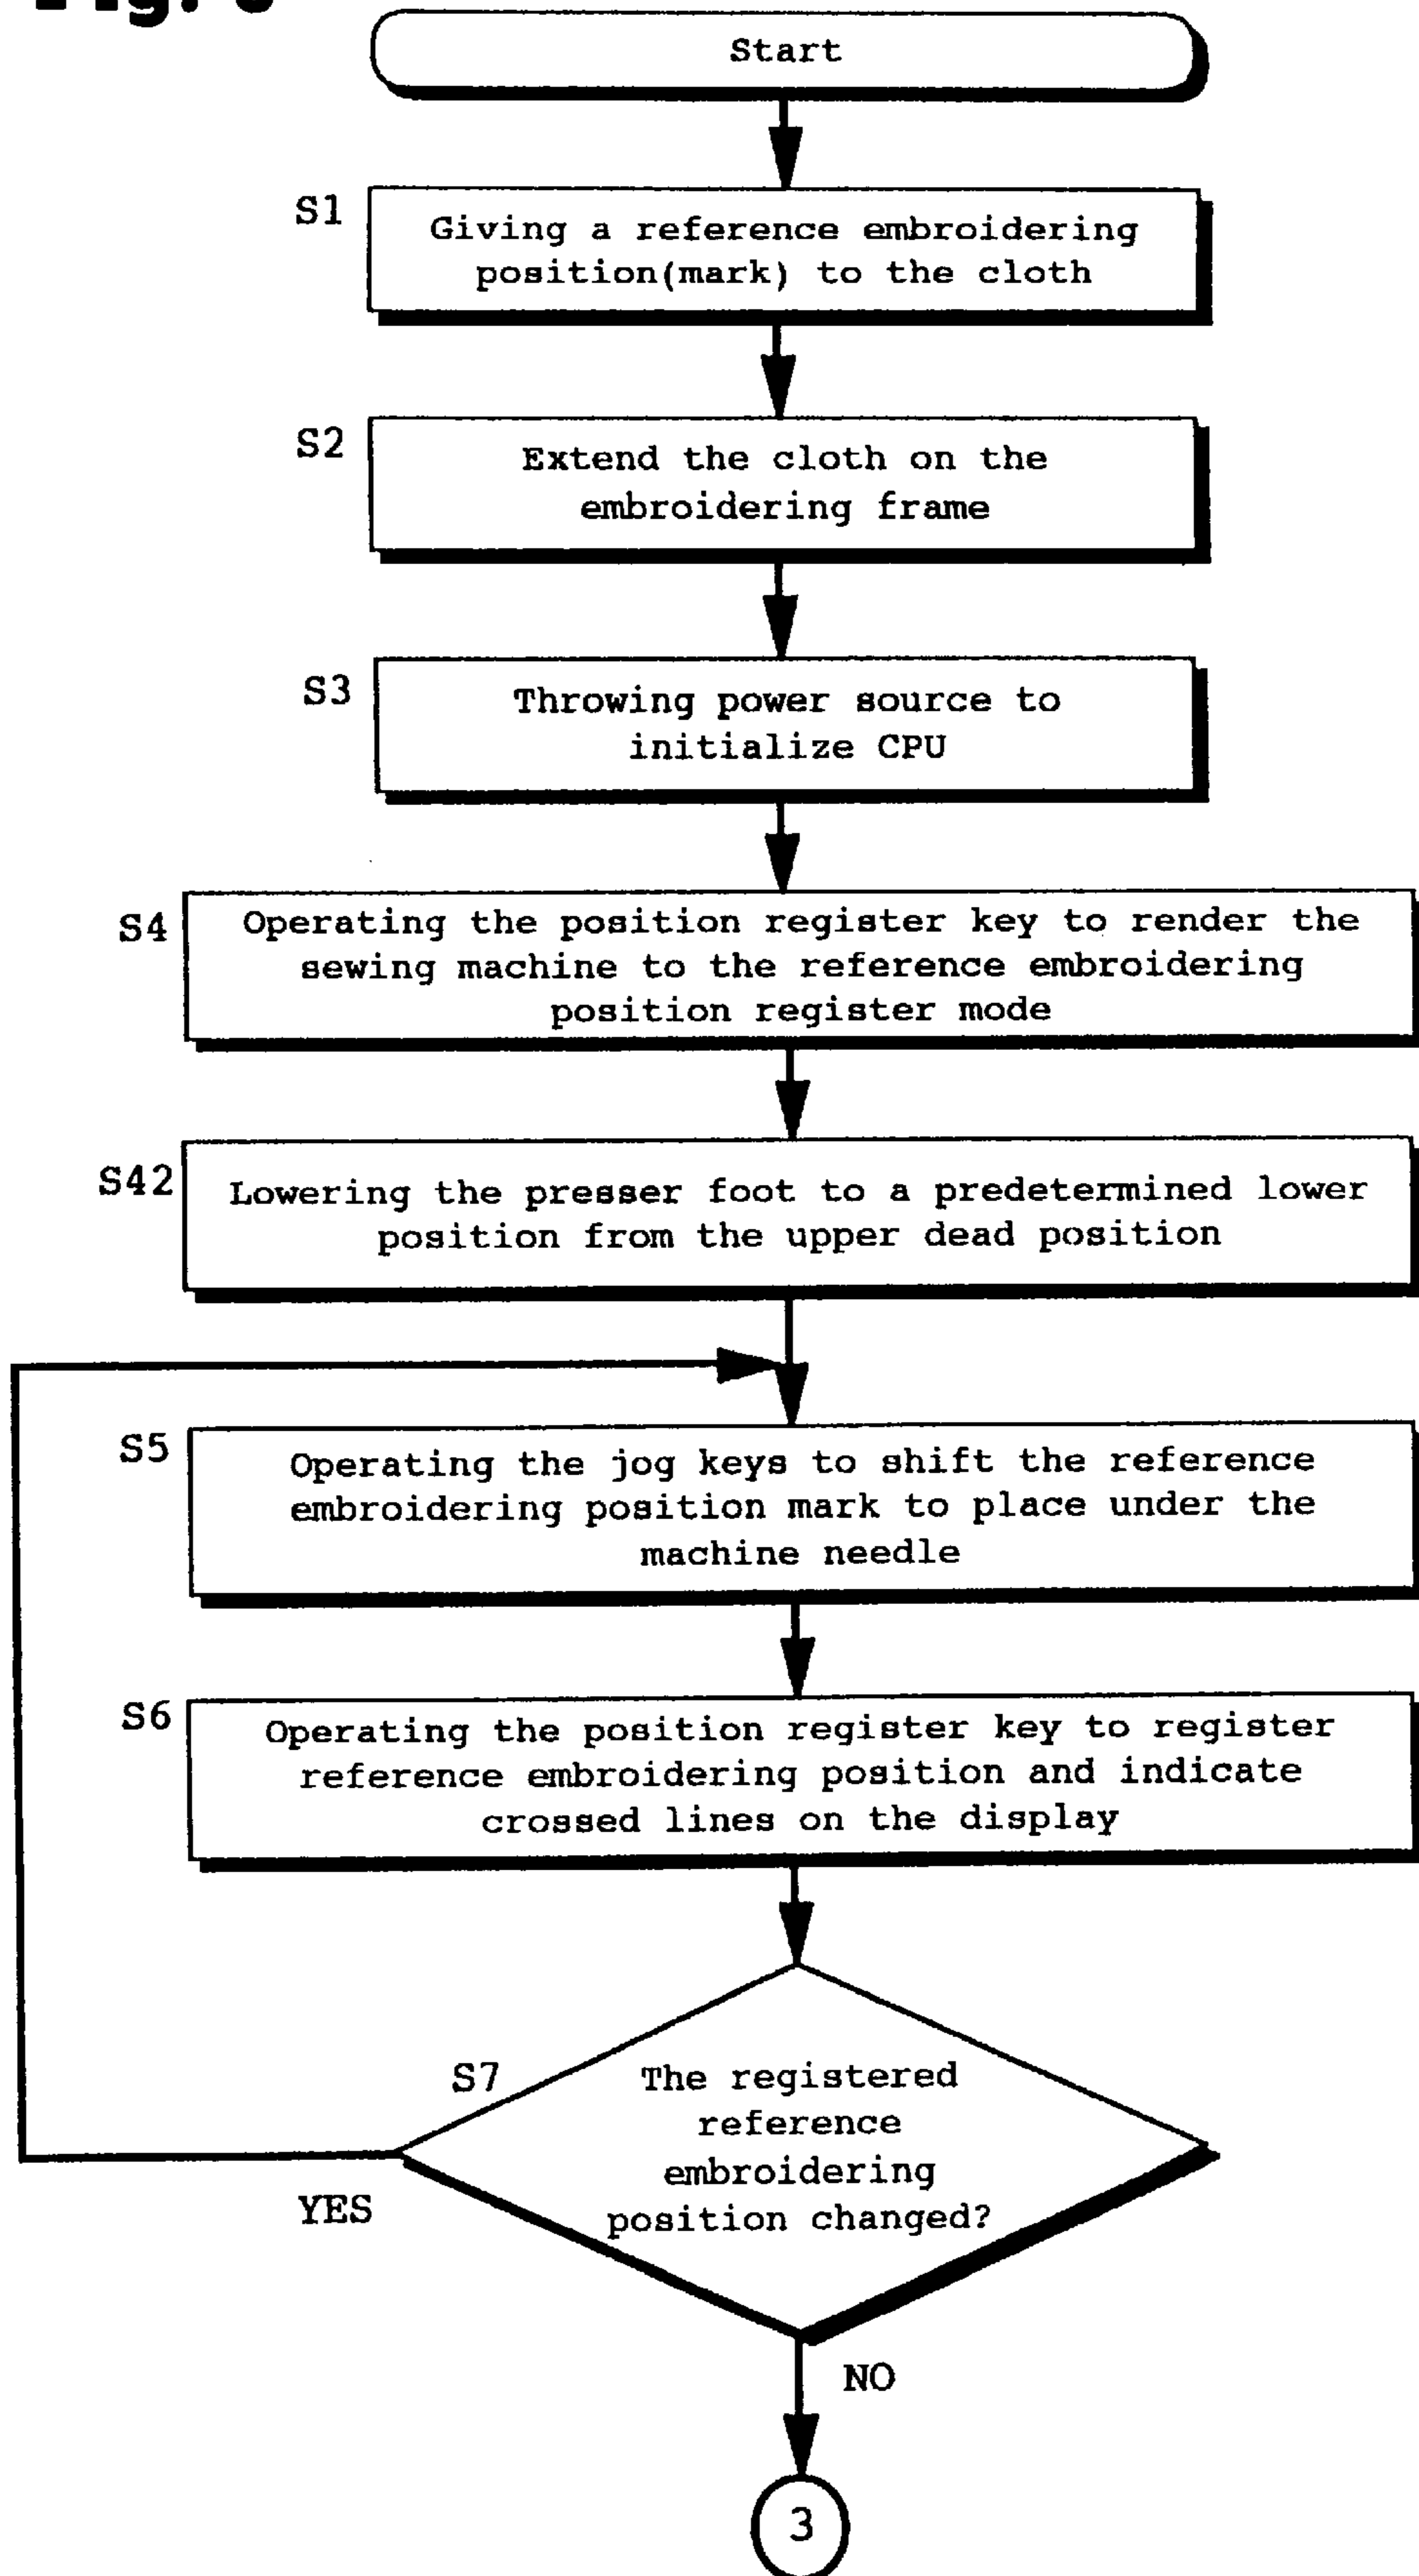 Start
S1
Giving a reference embroidering
position(mark) to the cloth
S2
Extend the cloth on the
embroidering frame
S3
Throwing power source to
initialize CPU
S4
Operating the position register key to render the
sewing machine to the reference embroidering
position register mode
S42
Lowering the presser foot to a predetermined lower
position from the upper dead position
S5
Operating the jog keys to shift the reference
embroidering position mark to place under the
machine needle
S6
Operating the position register key to register
reference embroidering position and indicate
crossed lines on the display
S7
The registered
reference
embroidering
position changed?
YES
NO
3